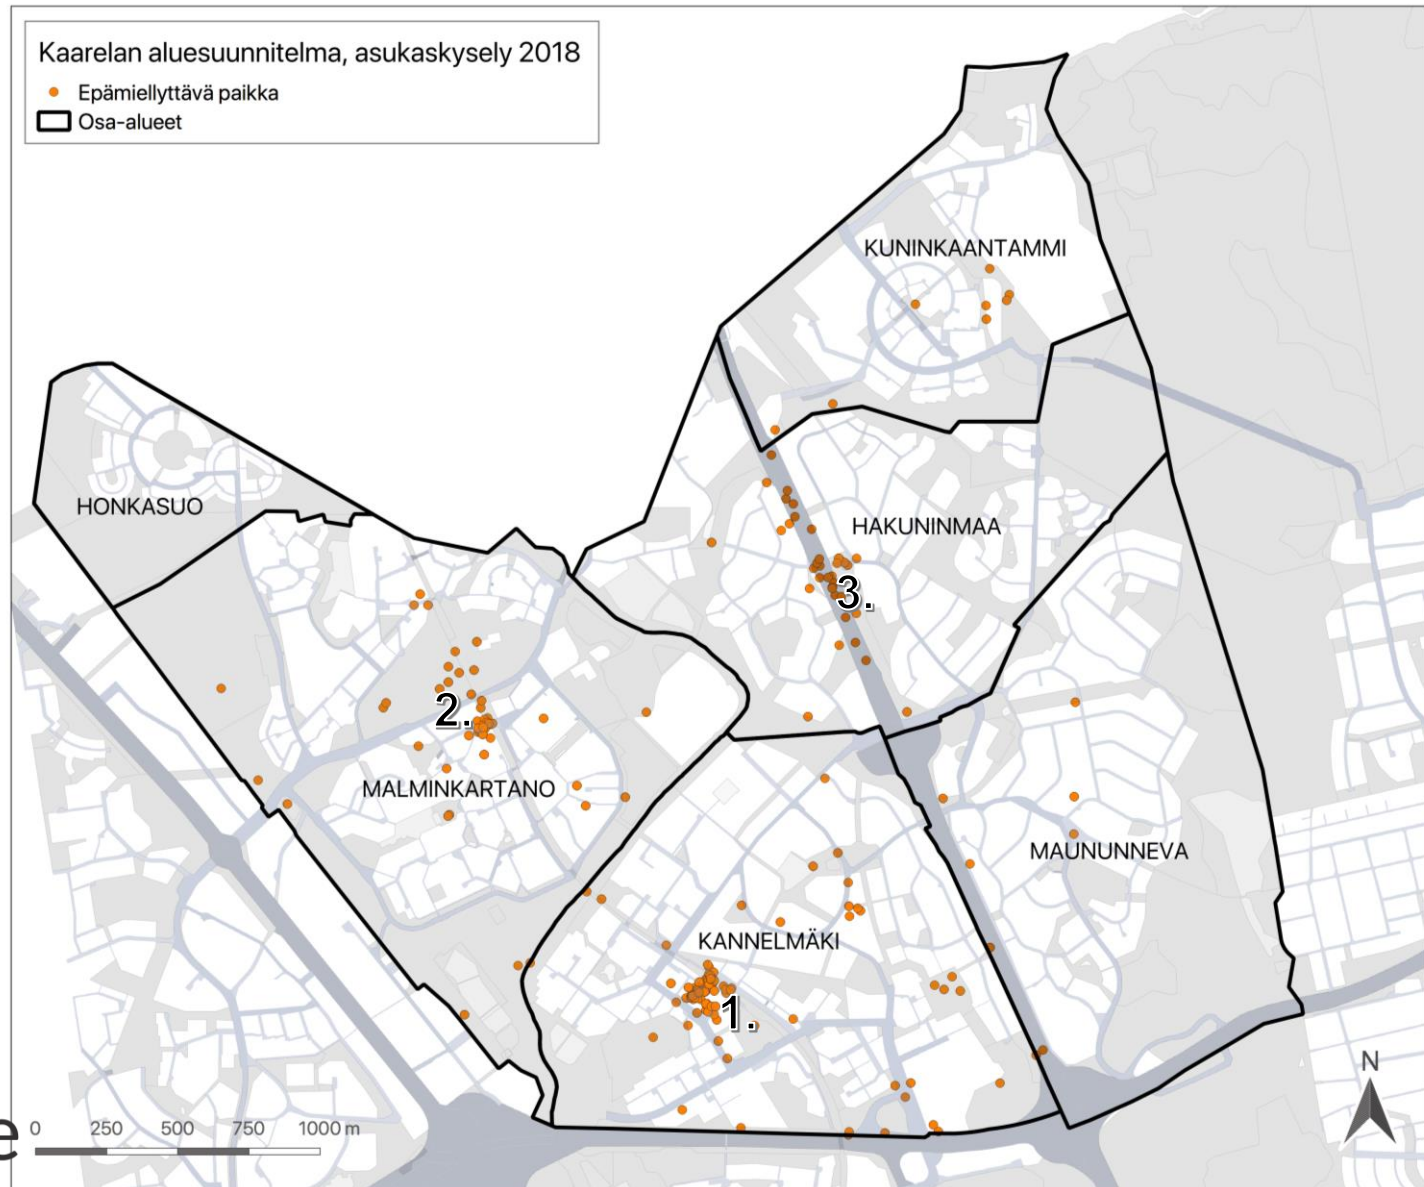 Kaarelan aluesuunnitelma, asukaskysely 2018
Epämiellyttävä paikka
Osa-alueet
KUNINKAANTAMMI
HONKASUO
HAKUNINMAA
3.
2.
MALMINKARTANO
MAUNUNNEVA
KANNELMÄKI
1.
N
e
0 250 500 750 1000 m